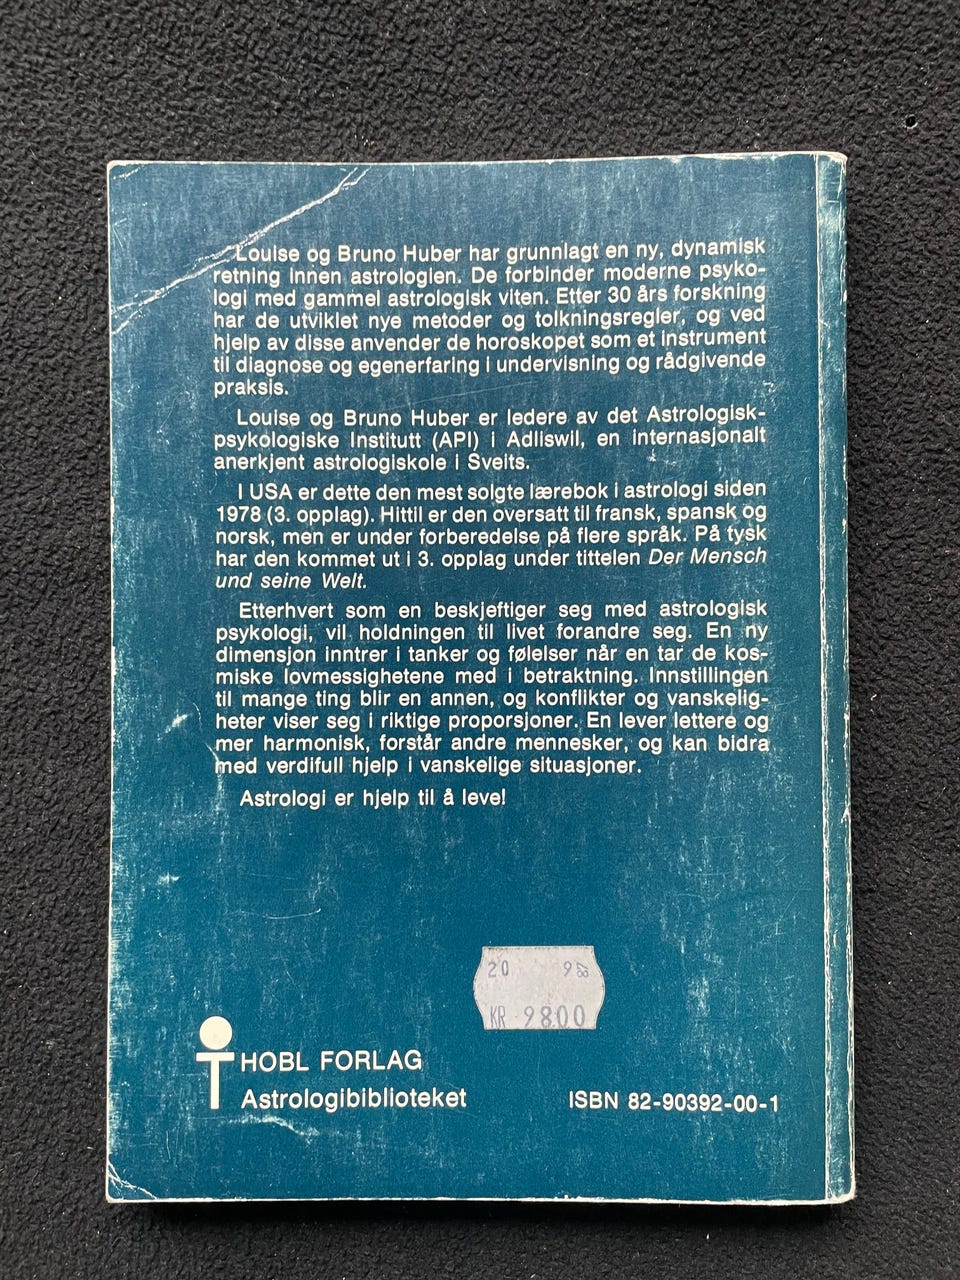 Louise og Bruno Huber har grunnlagt en ny, dynamisk
retning innen astrologien. De forbinder moderne psyko-
logi med gammel astrologisk viten. Etter 30 års forskning
har de utviklet nye metoder og tolkningsregler, og ved
hjelp av disse anvender de horoskopet som et instrument
til diagnose og egenerfaring i undervisning og rådgivende
praksis.
Louise og Bruno Huber er ledere av det Astrologisk-
psykologiske Institutt (API) i Adliswil, en internasjonalt
anerkjent astrologiskole i Sveits.
I USA er dette den mest solgte lærebok i astrologi siden
1978 (3. opplag). Hittil er den oversatt til fransk, spansk og
norsk, men er under forberedelse på flere språk. På tysk
har den kommet ut i 3. opplag under tittelen Der Mensch
und seine Welt.
Etterhvert som en beskjeftiger seg med astrologisk
psykologi, vil holdningen til livet forandre seg. En ny
dimensjon inntrer i tanker og følelser når en tar de kos-
miske lovmessighetene med i betraktning. Innstillingen
til mange ting blir en annen, og konflikter og vanskelig-
heter viser seg i riktige proporsjoner. En lever lettere og
mer harmonisk, forstår andre mennesker, og kan bidra
med verdifull hjelp i vanskelige situasjoner.
Astrologi er hjelp til å leve!
20 9
KR 9800
HOBL FORLAG
Astrologibiblioteket
ISBN 82-90392-00-1